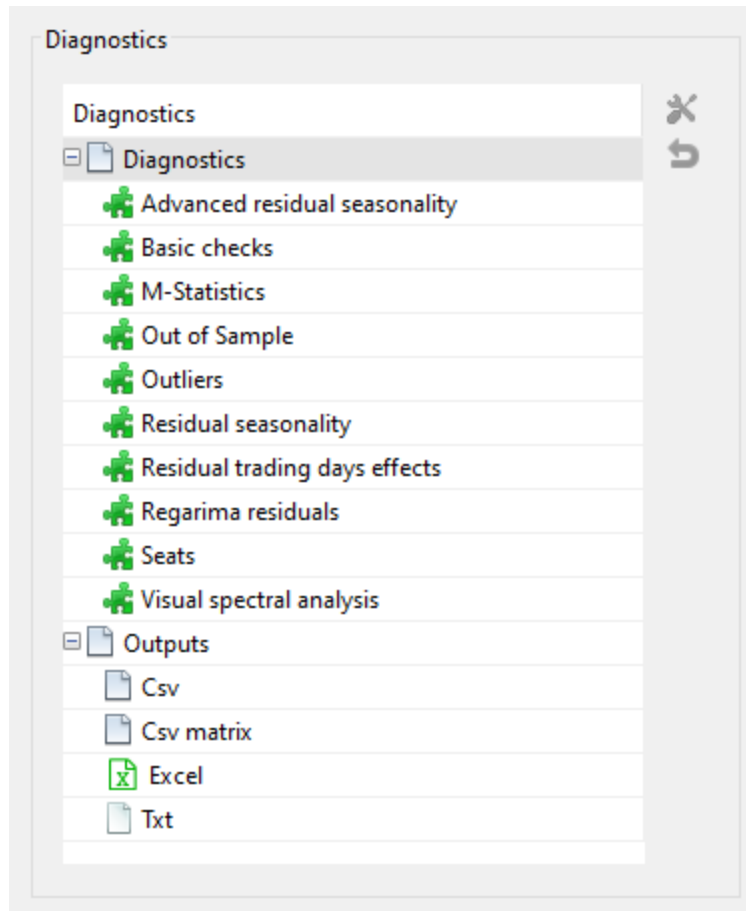 Diagnostics
Diagnostics
Diagnostics
Advanced residual seasonality
Basic checks
M-Statistics
Out of Sample
Outliers
Residual seasonality
Residual trading days effects
Regarima residuals
Seats
Visual spectral analysis
Outputs
Csv
Csv matrix
Excel
Txt